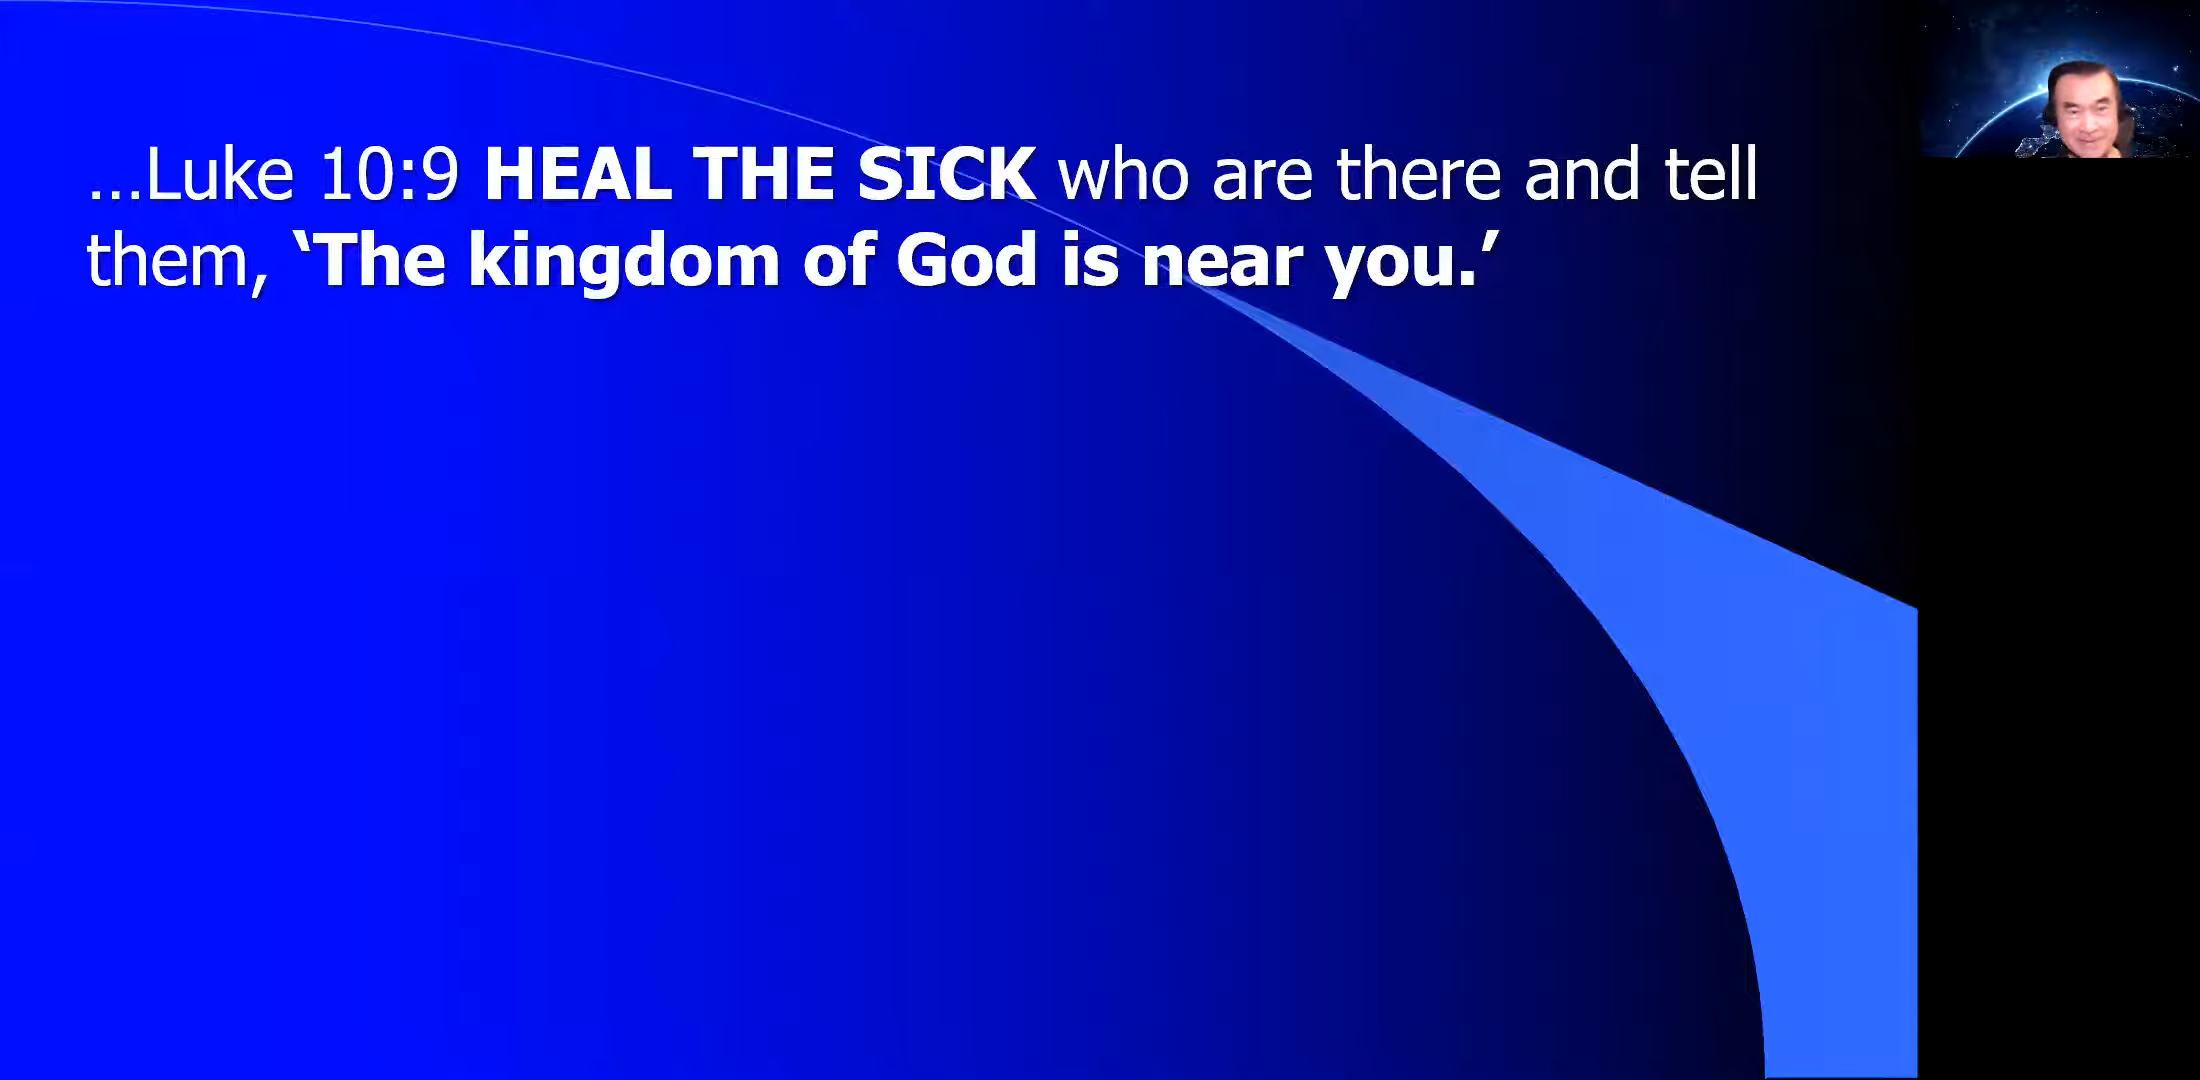 ...Luke 10:9 HEAL THE SICK who are there and tell
them, ‘The kingdom of God is near you.’